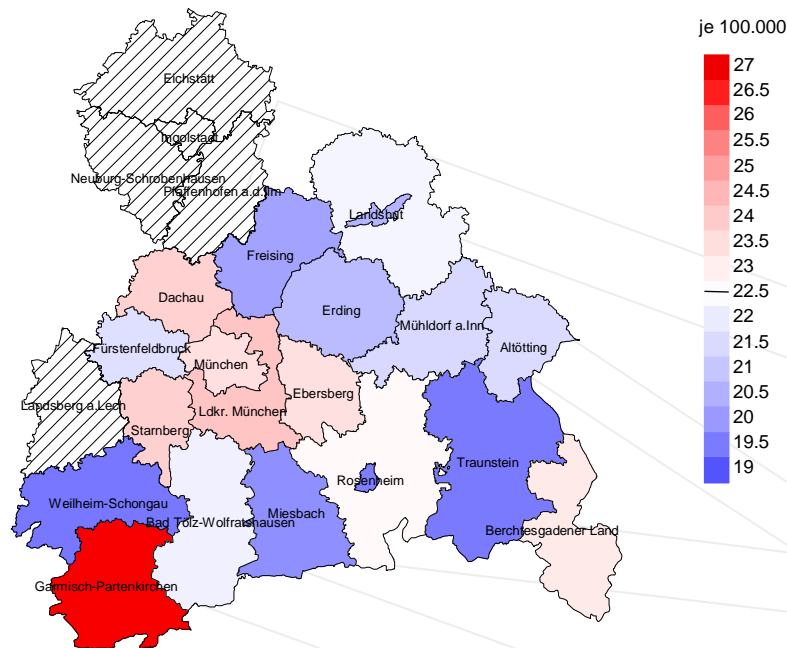 je 100.000
27
26.5
26
25.5
25
24.5
24
23.5
23
22.5
22
21.5
21
20.5
20
19.5
19
Eichstätt
Ingolstadt
Neuburg-Schrobenhausen
Pfaffenhofen a.d.Ilm
Landshut
Freising
Dachau
Erding
Mühldorf a.Inn
Altötting
Fürstenfeldbruck
München
Ebersberg
Landsberg a.Lech
Ldkr. München
Starnberg
Traunstein
Rosenheim
Weilheim-Schongau
Miesbach
Bad Tölz-Wolfratshausen
Berchtesgadener Land
Garmisch-Partenkirchen